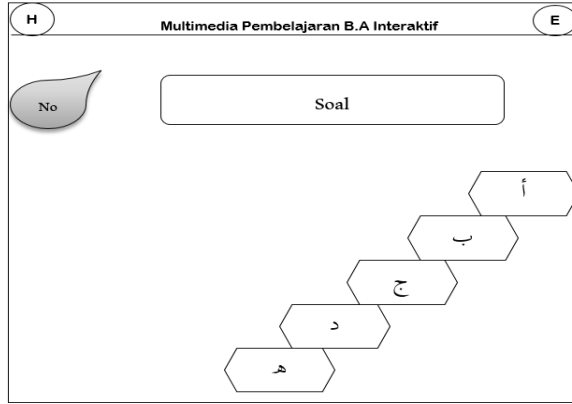 H
Multimedia Pembelajaran B.A Interaktif
E
No
Soal
أ
ب
ج
د
هـ